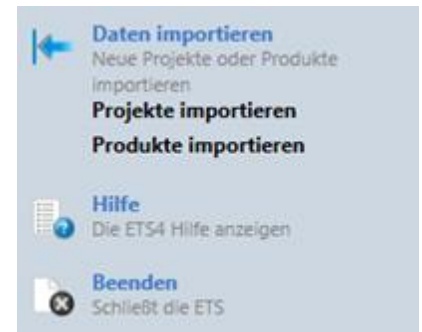 Daten importieren
Neue Projekte oder Produkte
importieren
Projekte importieren
Produkte importieren
Hilfe
Die ETS4 Hilfe anzeigen
Beenden
Schließt die ETS